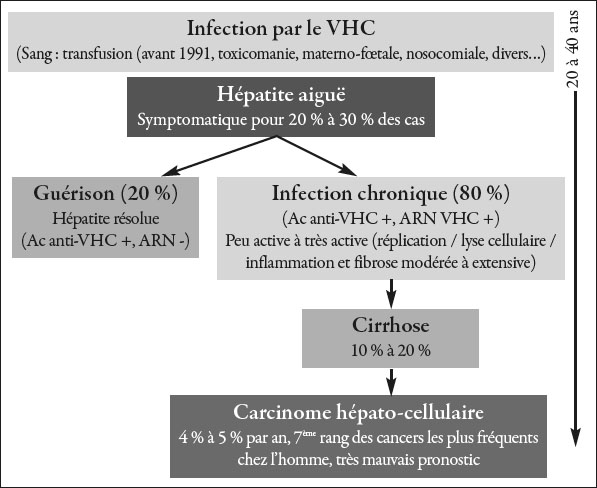 Infection par le VHC
(Sang : transfusion (avant 1991, toxicomanie, materno-fœtale, nosocomiale, divers...)
20 à 40 ans
Hépatite aiguë
Symptomatique pour 20 % à 30 % des cas
Guérison (20 %)
Hépatite résolue
(Ac anti-VHC +, ARN -)
Infection chronique (80 %)
(Ac anti-VHC +, ARN VHC +)
Peu active à très active (réplication / lyse cellulaire /
inflammation et fibrose modérée à extensive)
Cirrhose
10 % à 20 %
Carcinome hépato-cellulaire
4 % à 5 % par an, 7ème rang des cancers les plus fréquents
chez l'homme, très mauvais pronostic